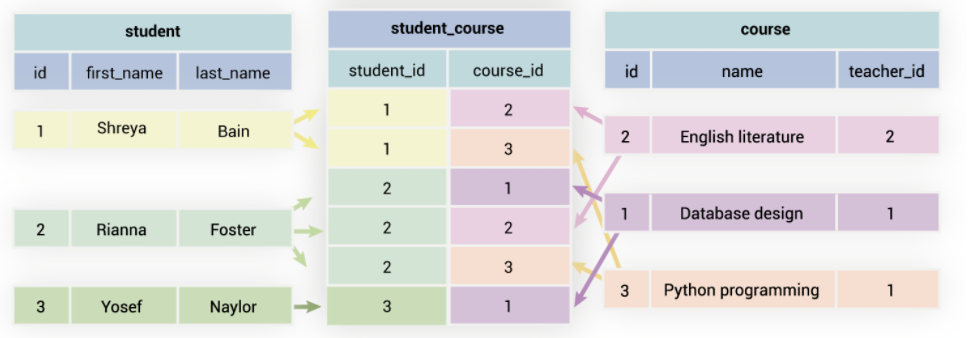 student
id first_name last_name
1 Shreya Bain
2 Rianna Foster
3 Yosef Naylor
student_course
student_id course_id
1 2
1 3
2 1
2 2
2 3
3 1
course
id name teacher_id
2 English literature 2
1 Database design 1
3 Python programming 1